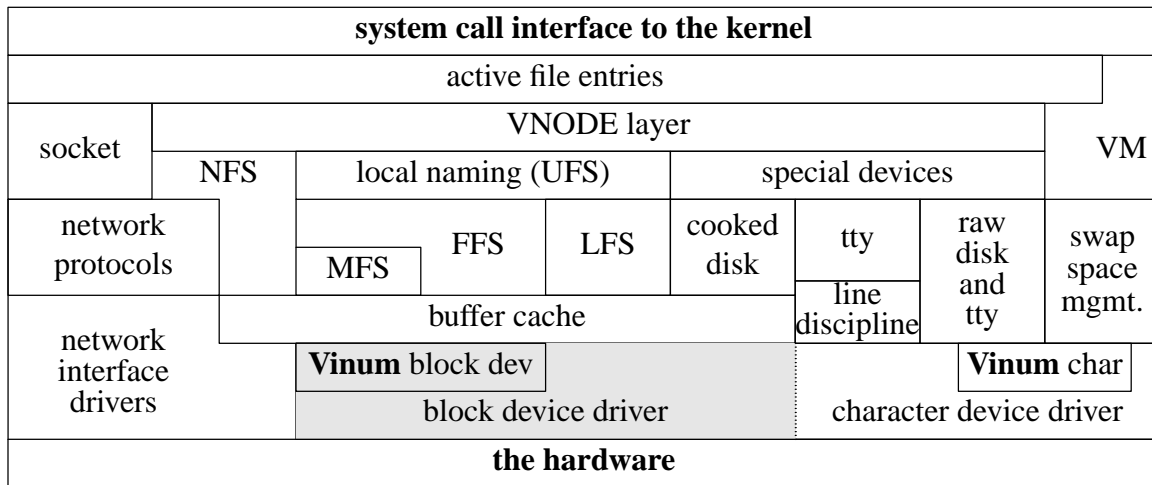 system call interface to the kernel
active file entries
socket
VNODE layer
VM
NFS
local naming (UFS)
special devices
network
protocols
MFS
FFS
LFS
cooked
disk
tty
line
discipline
raw
disk
and
tty
swap
space
mgmt.
buffer cache
network
interface
drivers
Vinum block dev
block device driver
Vinum char
character device driver
the hardware